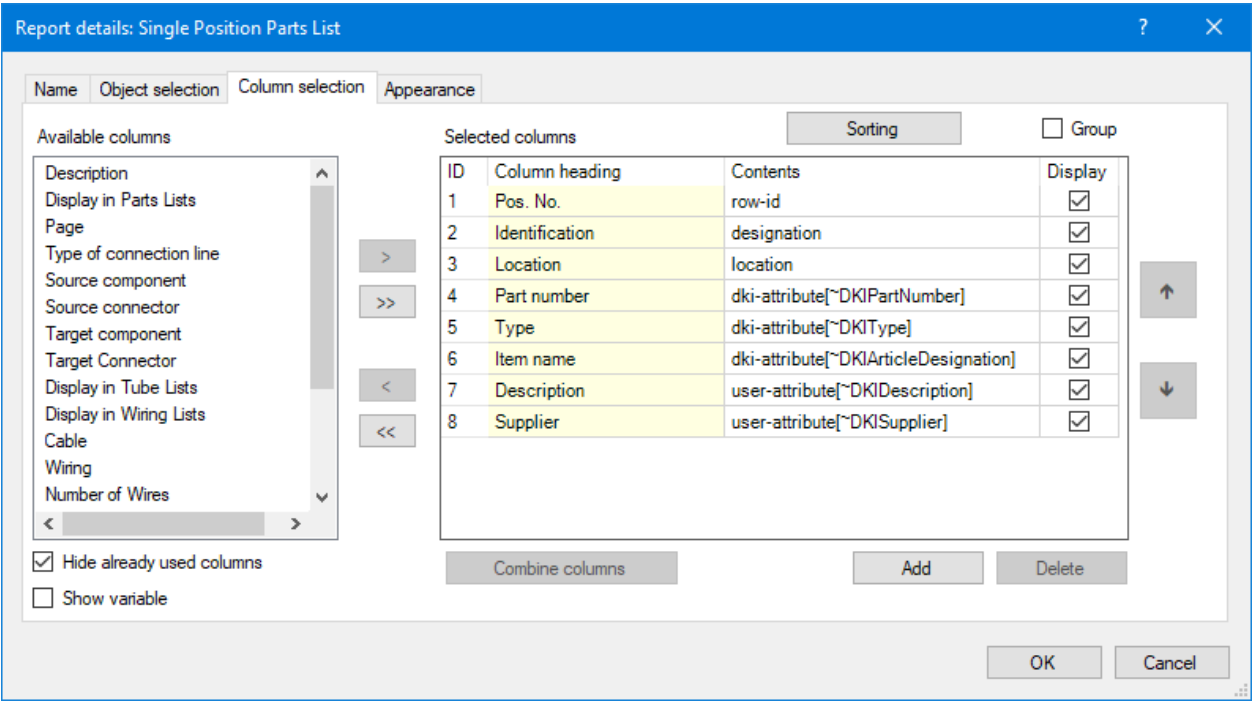 Report details: Single Position Parts List ?
Name Object selection Column selection Appearance
Available columns
Description
Display in Parts Lists
Page
Type of connection line
Source component
Source connector
Target component
Target Connector
Display in Tube Lists
Display in Wiring Lists
Cable
Wiring
Number of Wires
Hide already used columns
Show variable
>
>>
<
<<
Selected columns Sorting Group
ID Column heading Contents Display
1 Pos. No. row-id
2 Identification designation
3 Location location
4 Part number dki-attribute[~DKIPartNumber]
5 Type dki-attribute[~DKIType]
6 Item name dki-attribute[~DKIArticleDesignation]
7 Description user-attribute[~DKIDescription]
8 Supplier user-attribute[~DKISupplier]
Combine columns Add Delete
OK Cancel